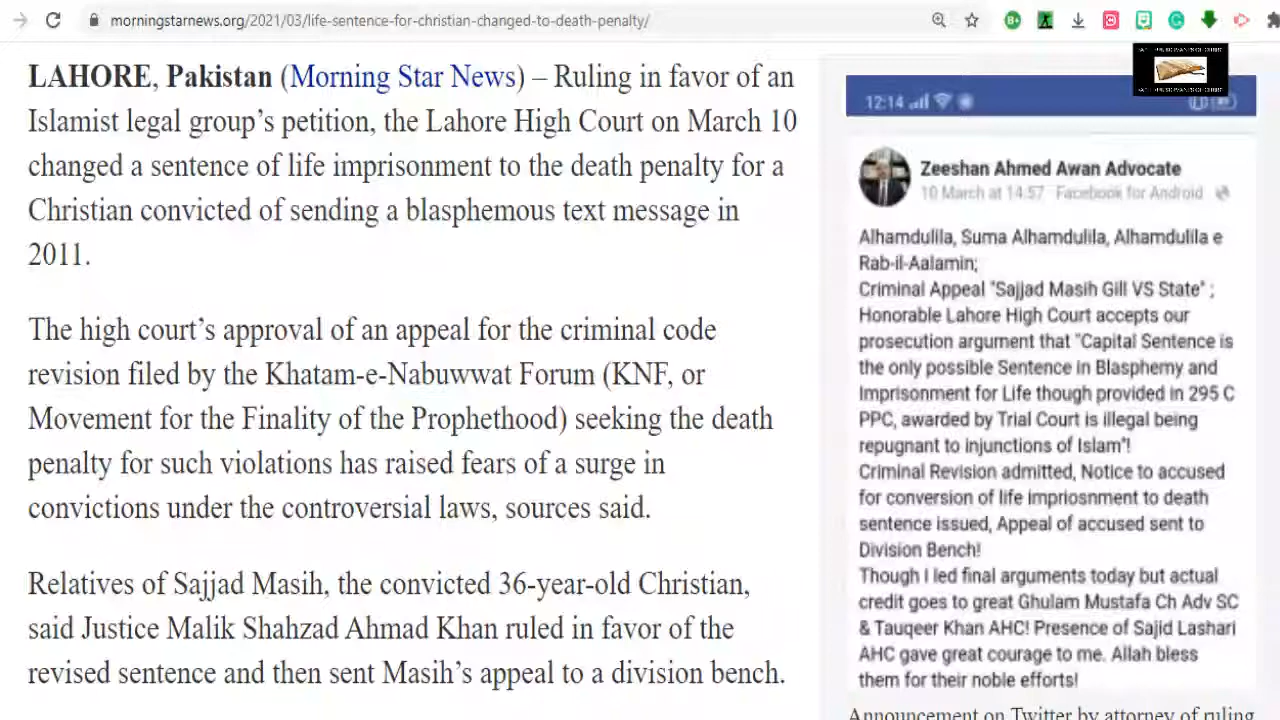 morningstarnews.org/2021/03/life-sentence-for-christian-changed-to-death-penalty/
LAHORE, Pakistan (Morning Star News) – Ruling in favor of an
Islamist legal group's petition, the Lahore High Court on March 10
changed a sentence of life imprisonment to the death penalty for a
Christian convicted of sending a blasphemous text message in
2011.
The high court's approval of an appeal for the criminal code
revision filed by the Khatam-e-Nabuwwat Forum (KNF, or
Movement for the Finality of the Prophethood) seeking the death
penalty for such violations has raised fears of a surge in
convictions under the controversial laws, sources said.
Relatives of Sajjad Masih, the convicted 36-year-old Christian,
said Justice Malik Shahzad Ahmad Khan ruled in favor of the
revised sentence and then sent Masih's appeal to a division bench.
12:14
Zeeshan Ahmed Awan Advocate
10 March at 14:57 Facebook for Android
Alhamdulila, Suma Alhamdulila, Alhamdulila e
Rab-il-Aalamin;
Criminal Appeal "Sajjad Masih Gill VS State" ;
Honorable Lahore High Court accepts our
prosecution argument that "Capital Sentence is
the only possible Sentence in Blasphemy and
Imprisonment for Life though provided in 295 C
PPC, awarded by Trial Court is illegal being
repugnant to injunctions of Islam"!
Criminal Revision admitted, Notice to accused
for conversion of life impriosnment to death
sentence issued, Appeal of accused sent to
Division Bench!
Though I led final arguments today but actual
credit goes to great Ghulam Mustafa Ch Adv SC
& Tauqeer Khan AHC! Presence of Sajid Lashari
AHC gave great courage to me. Allah bless
them for their noble efforts!
Announcement on Twitter by attorney of ruling